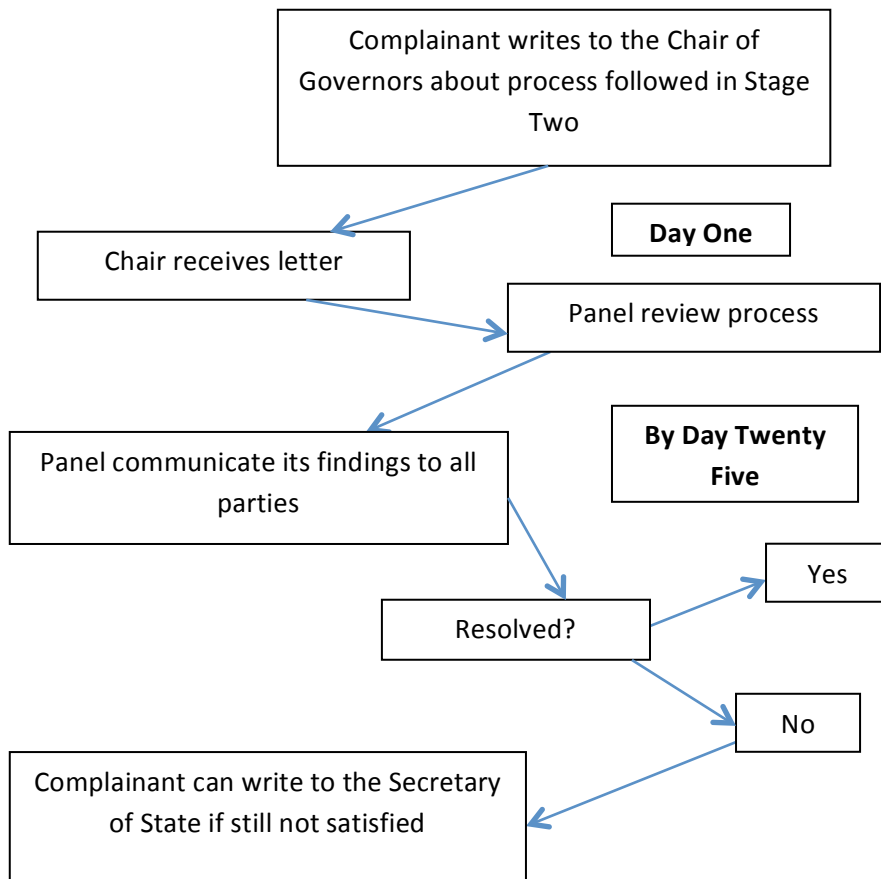 Complainant writes to the Chair of
Governors about process followed in Stage
Two
Day One
Chair receives letter
Panel review process
By Day Twenty
Five
Panel communicate its findings to all
parties
Yes
Resolved?
No
Complainant can write to the Secretary
of State if still not satisfied